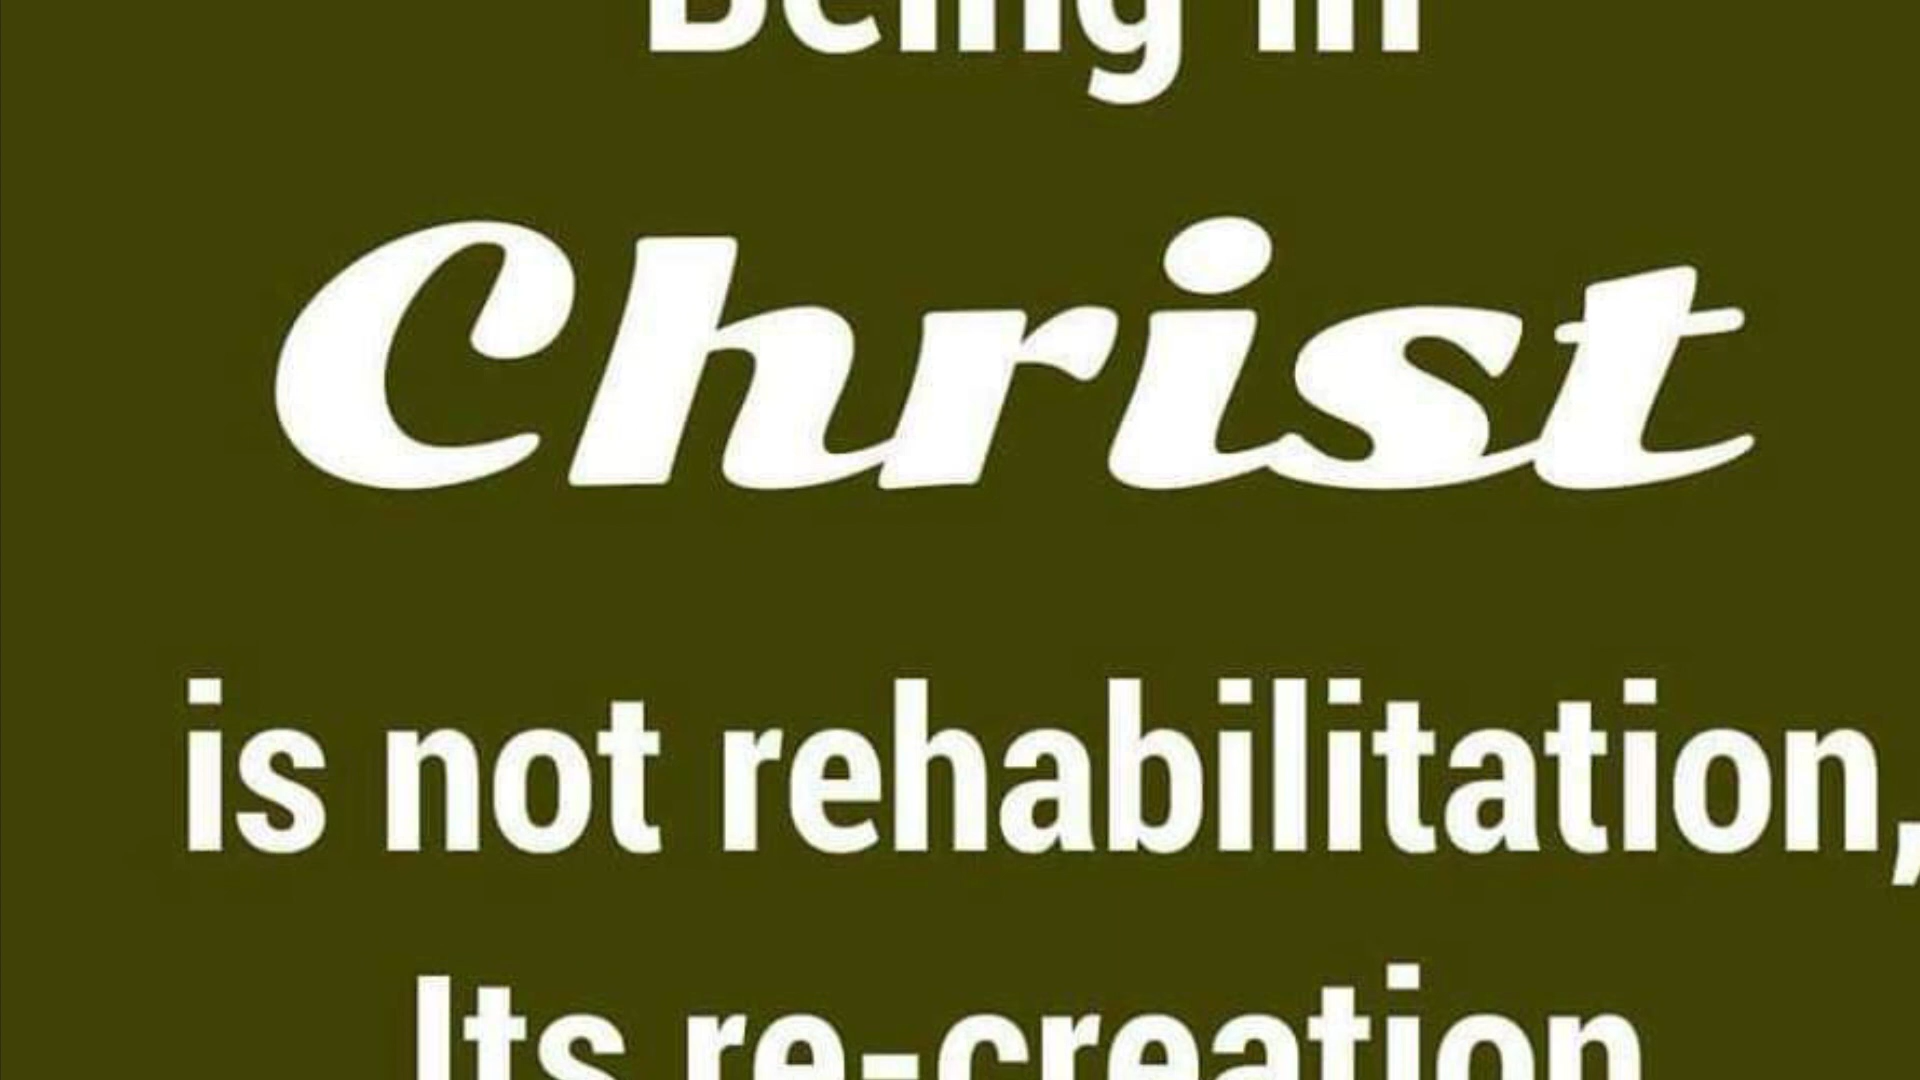 Being in
Christ
is not rehabilitation,
Its re-creation